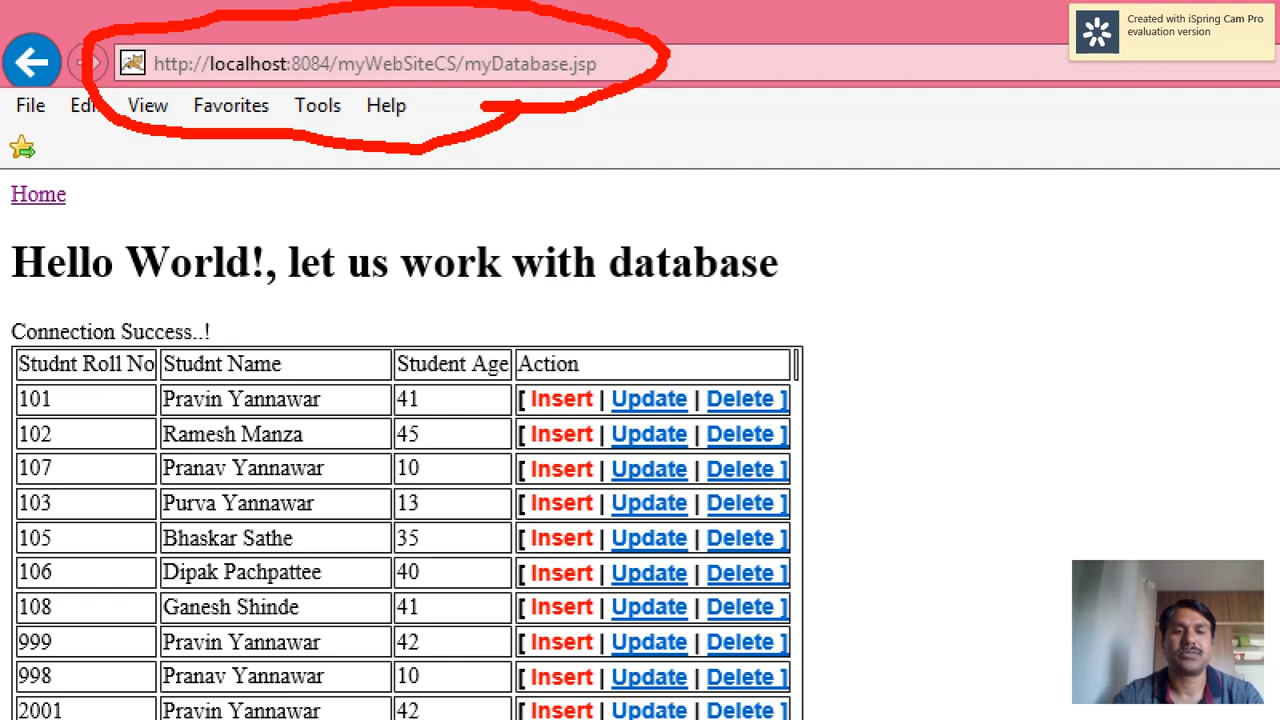 Created with iSpring Cam Pro
evaluation version
http://localhost:8084/myWebSiteCS/myDatabase.jsp
File Edit View Favorites Tools Help
Home
Hello World!, let us work with database
Connection Success..!
Studnt Roll No Studnt Name Student Age Action
101 Pravin Yannawar 41 [ Insert | Update | Delete ]
102 Ramesh Manza 45 [ Insert | Update | Delete ]
107 Pranav Yannawar 10 [ Insert | Update | Delete ]
103 Purva Yannawar 13 [ Insert | Update | Delete ]
105 Bhaskar Sathe 35 [ Insert | Update | Delete ]
106 Dipak Pachpattee 40 [ Insert | Update | Delete ]
108 Ganesh Shinde 41 [ Insert | Update | Delete ]
999 Pravin Yannawar 42 [ Insert | Update | Delete ]
998 Pranav Yannawar 10 [ Insert | Update | Delete ]
2001 Pravin Yannawar 42 [ Insert | Update | Delete ]